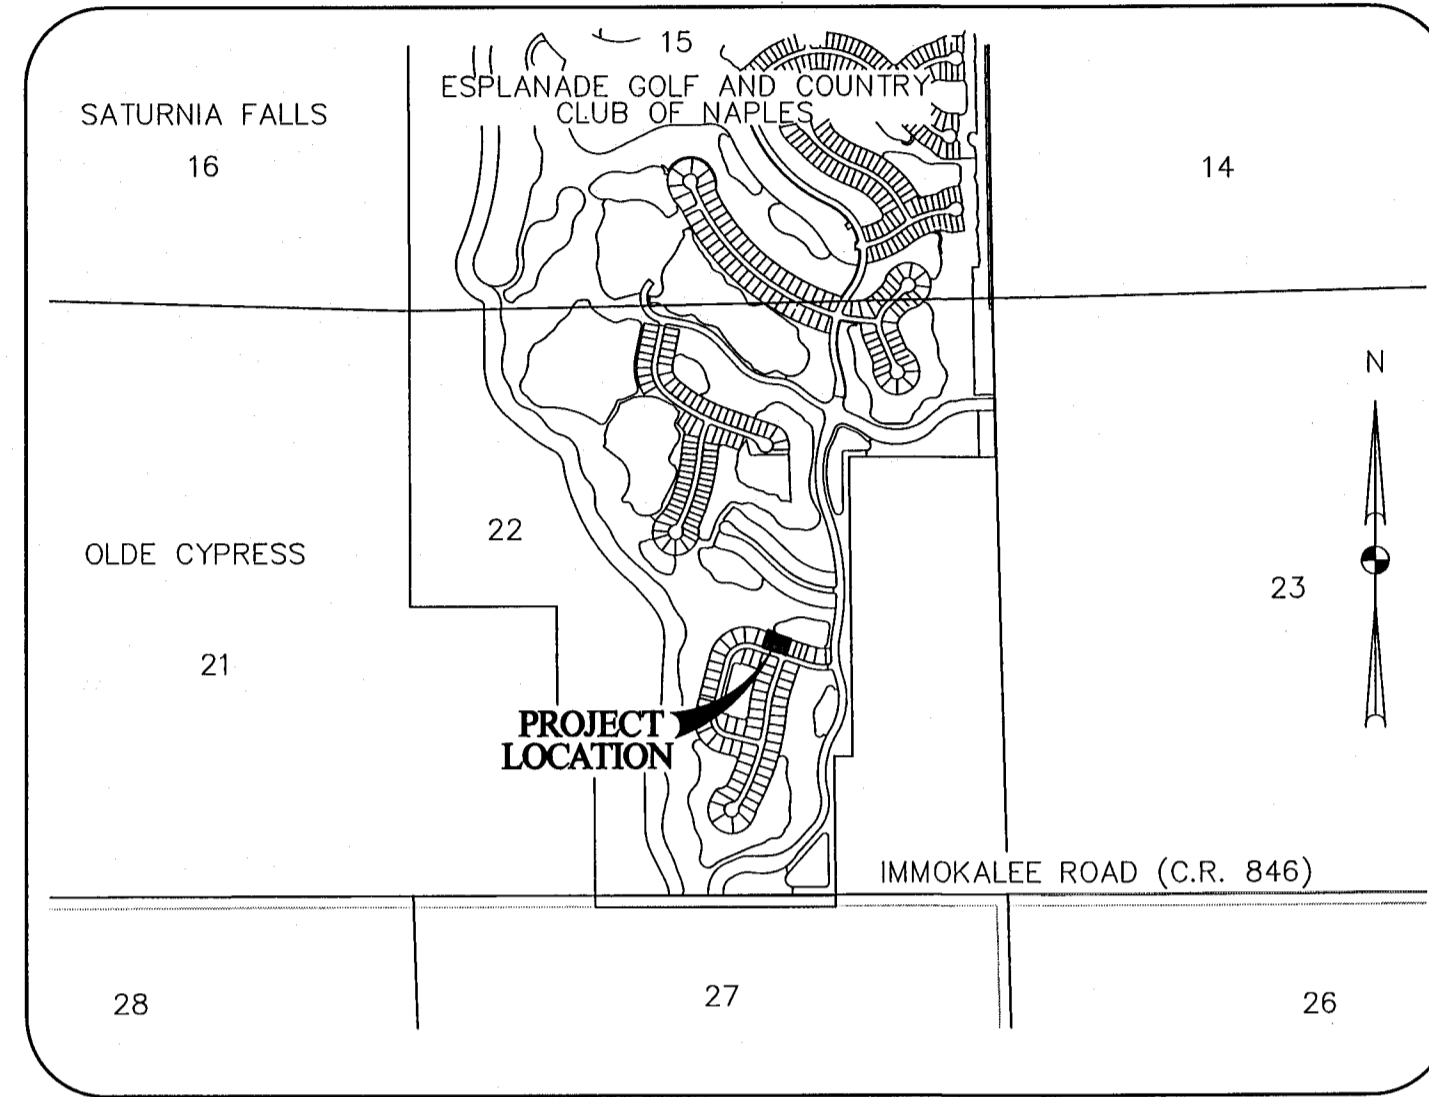 15
ESPLANADE GOLF AND COUNTRY
CLUB OF NAPLES
SATURNIA FALLS
16
14
N
22
OLDE CYPRESS
23
21
PROJECT
LOCATION
IMMOKALEE ROAD (C.R. 846)
28
27
26